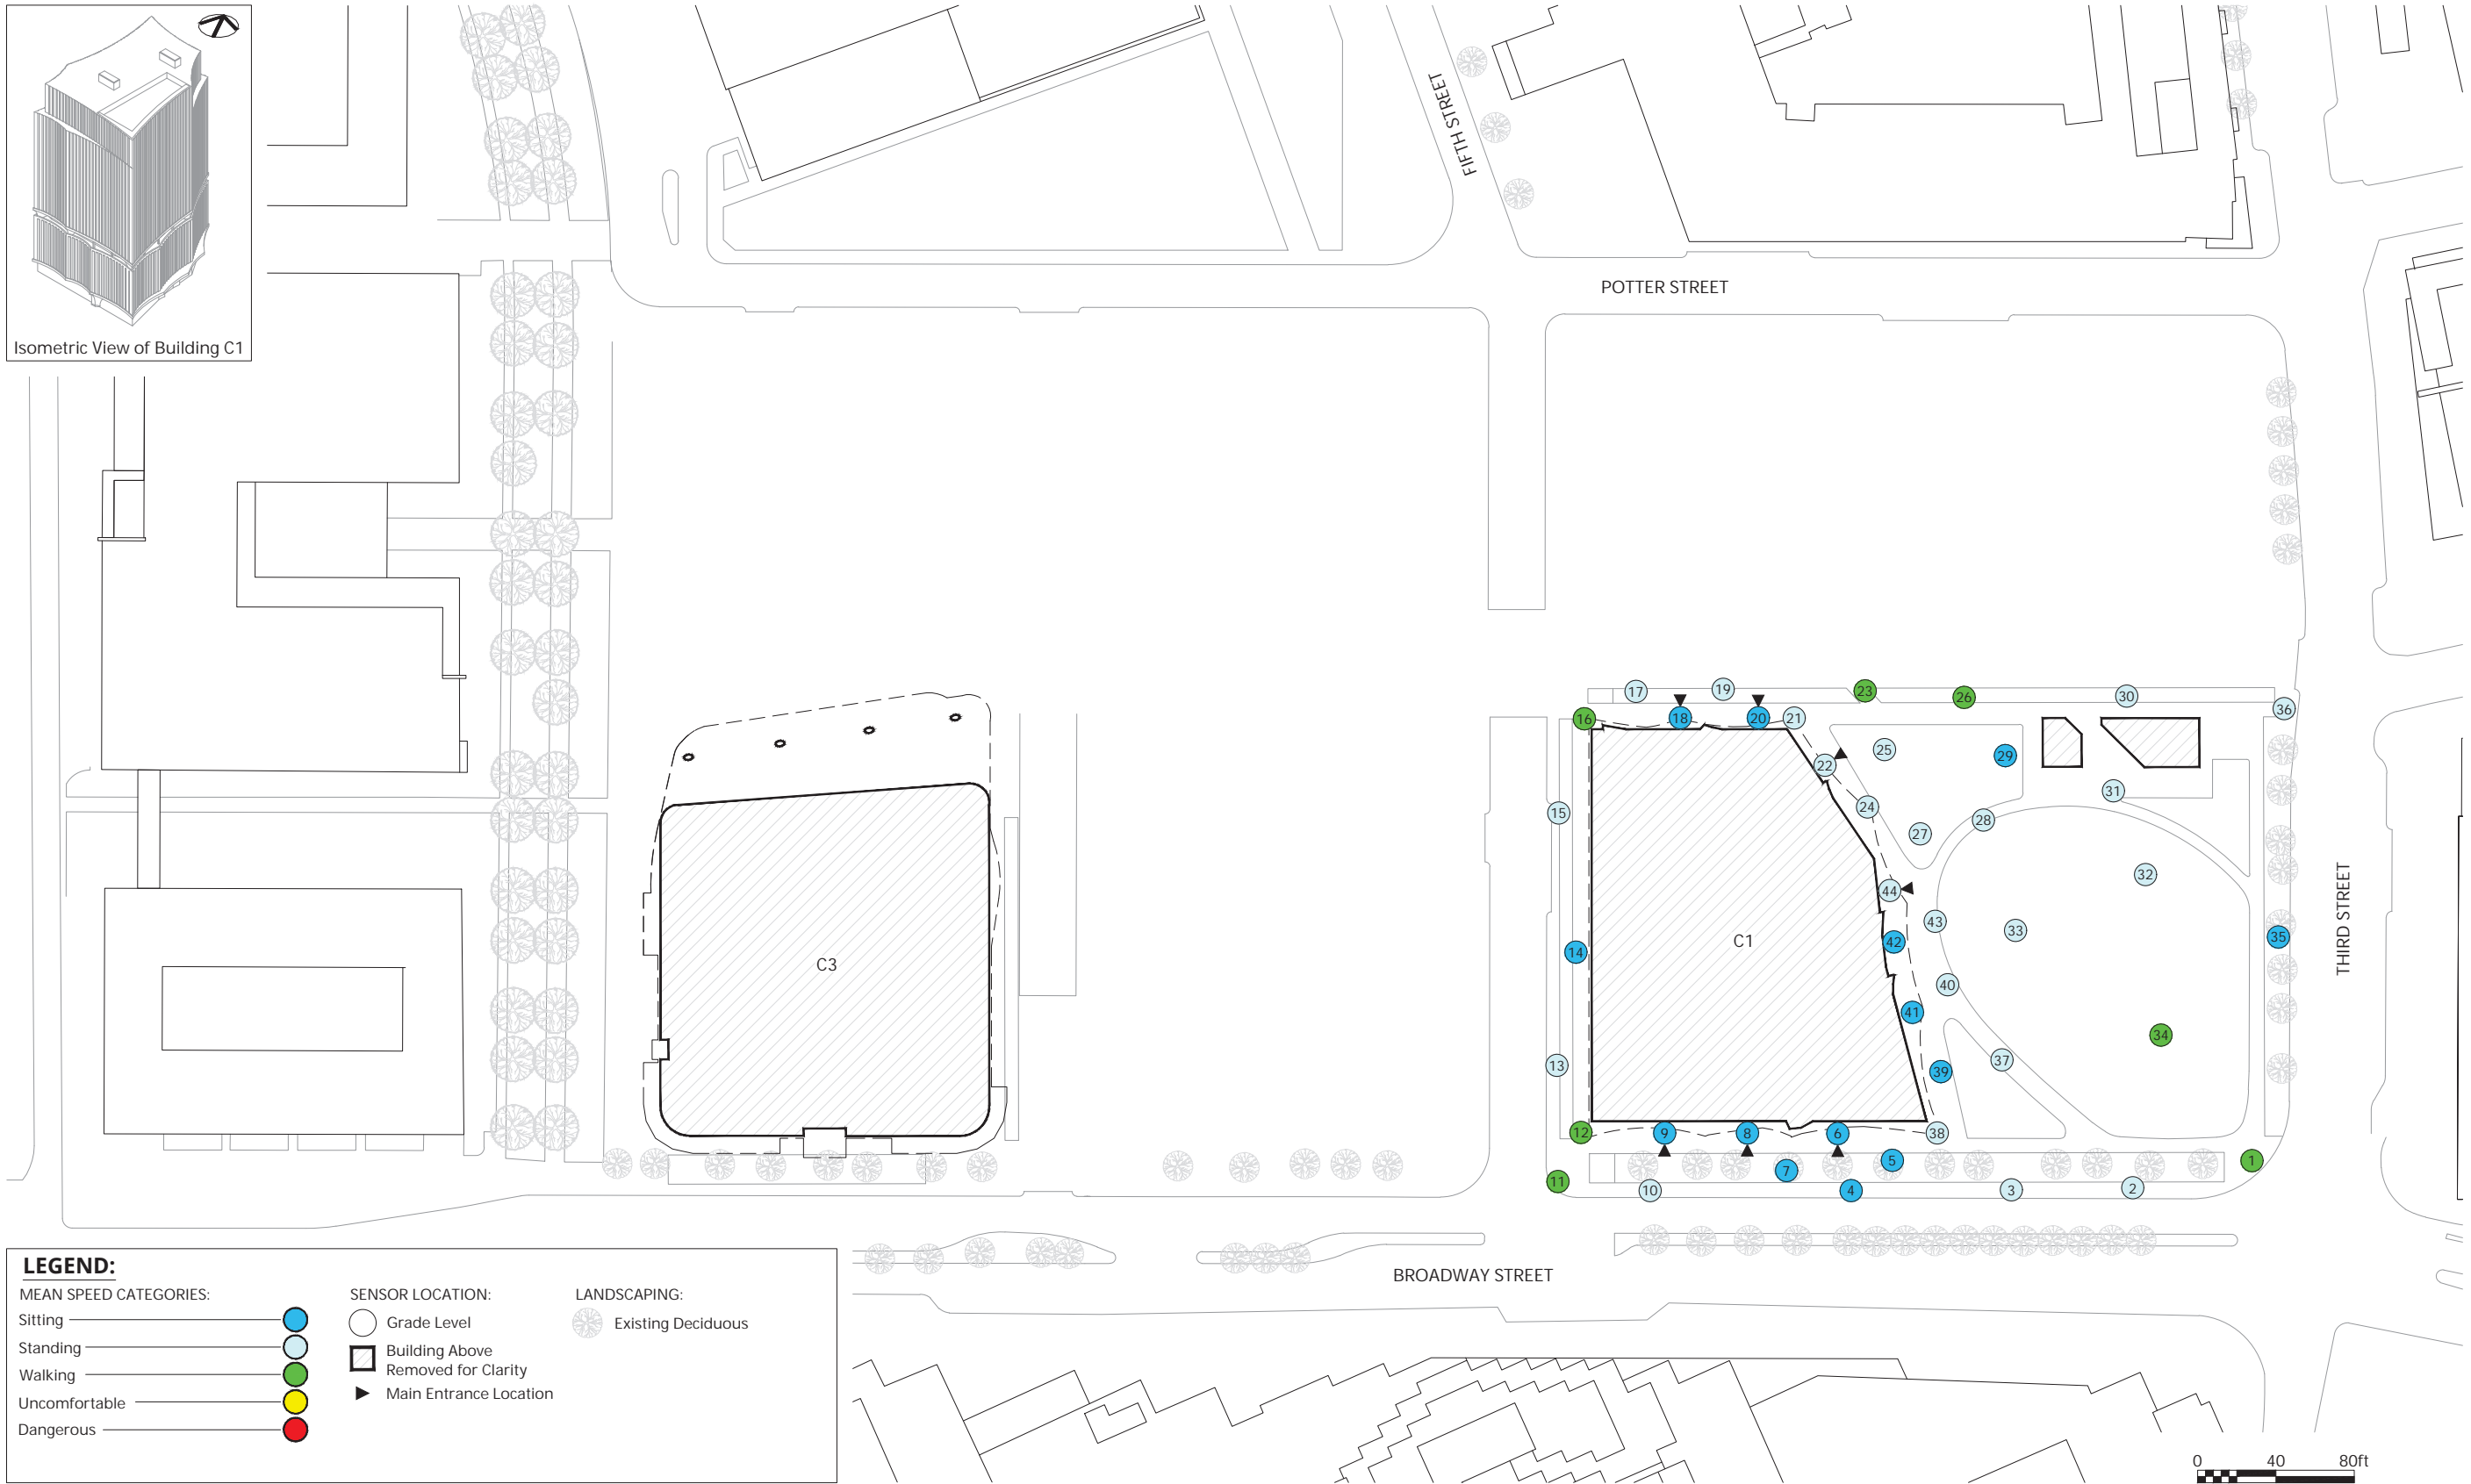 Isometric View of Building C1
FIFTH STREET
POTTER STREET
17
19
23
26
30
36
16
18
20
21
25
29
22
31
15
24
28
27
32
44
43
33
35
THIRD STREET
C3
C1
14
42
40
41
34
13
37
39
12
9
8
6
38
5
1
7
11
10
4
3
2
BROADWAY STREET
LEGEND:
MEAN SPEED CATEGORIES:
Sitting
Standing
Walking
Uncomfortable
Dangerous
SENSOR LOCATION:
Grade Level
Building Above
Removed for Clarity
Main Entrance Location
LANDSCAPING:
Existing Deciduous
0 40 80ft